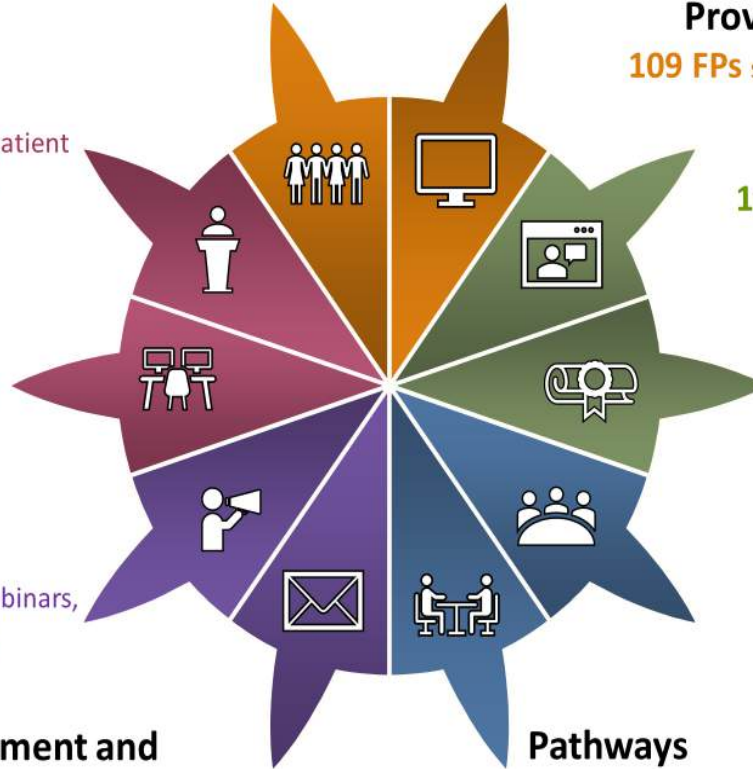 Prov
109 FPs
atient
1
binars,
ment and
Pathways